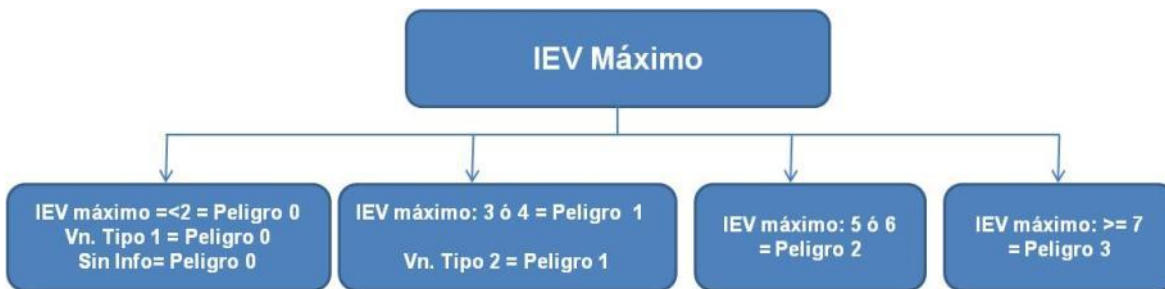 IEV Máximo
IEV máximo =<2 = Peligro 0
Vn. Tipo 1 = Peligro 0
Sin Info= Peligro 0
IEV máximo: 3 ó 4 = Peligro 1
Vn. Tipo 2 = Peligro 1
IEV máximo: 5 ó 6
= Peligro 2
IEV máximo: >= 7
= Peligro 3